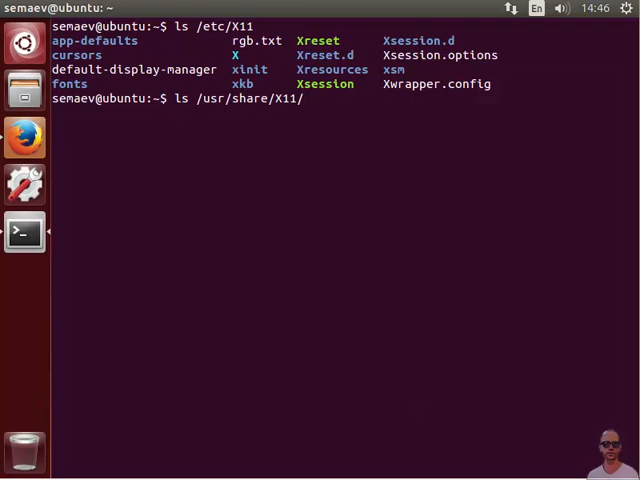 semaev@ubuntu: ~ En 14:46
semaev@ubuntu:~$ ls /etc/X11
app-defaults rgb.txt Xreset Xsession.d
cursors X Xreset.d Xsession.options
default-display-manager xinit Xresources xsm
fonts xkb Xsession Xwrapper.config
semaev@ubuntu:~$ ls /usr/share/X11/
>_